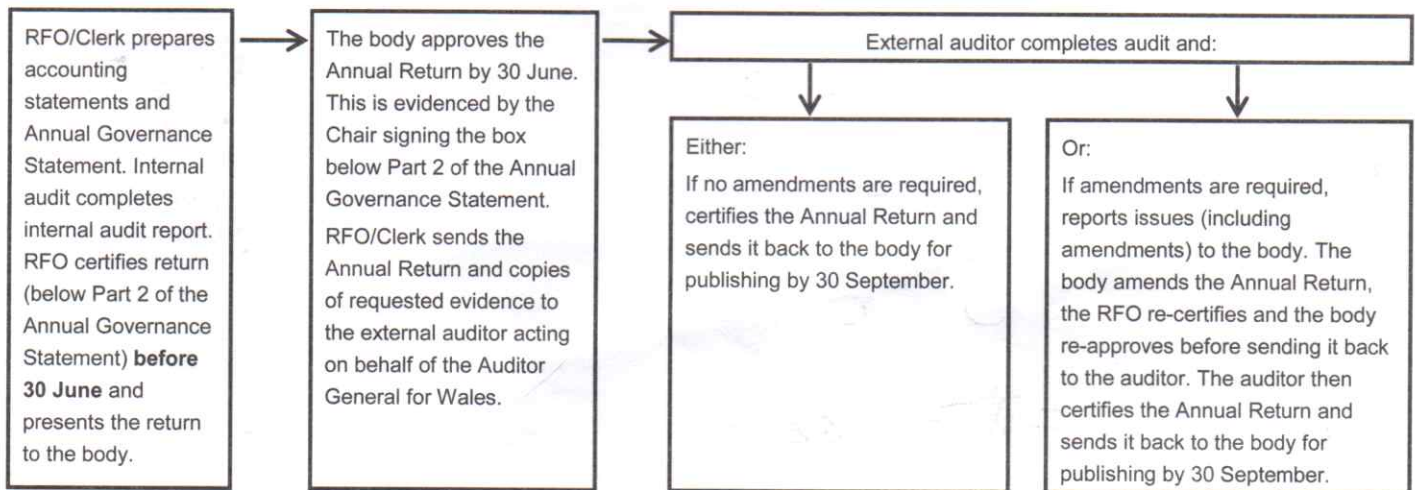 RFO/Clerk prepares
accounting
statements and
Annual Governance
Statement. Internal
audit completes
internal audit report.
RFO certifies return
(below Part 2 of the
Annual Governance
Statement) before
30 June and
presents the return
to the body.
The body approves the
Annual Return by 30 June.
This is evidenced by the
Chair signing the box
below Part 2 of the Annual
Governance Statement.
RFO/Clerk sends the
Annual Return and copies
of requested evidence to
the external auditor acting
on behalf of the Auditor
General for Wales.
External auditor completes audit and:
Either:
If no amendments are required,
certifies the Annual Return and
sends it back to the body for
publishing by 30 September.
Or:
If amendments are required,
reports issues (including
amendments) to the body. The
body amends the Annual Return,
the RFO re-certifies and the body
re-approves before sending it back
to the auditor. The auditor then
certifies the Annual Return and
sends it back to the body for
publishing by 30 September.